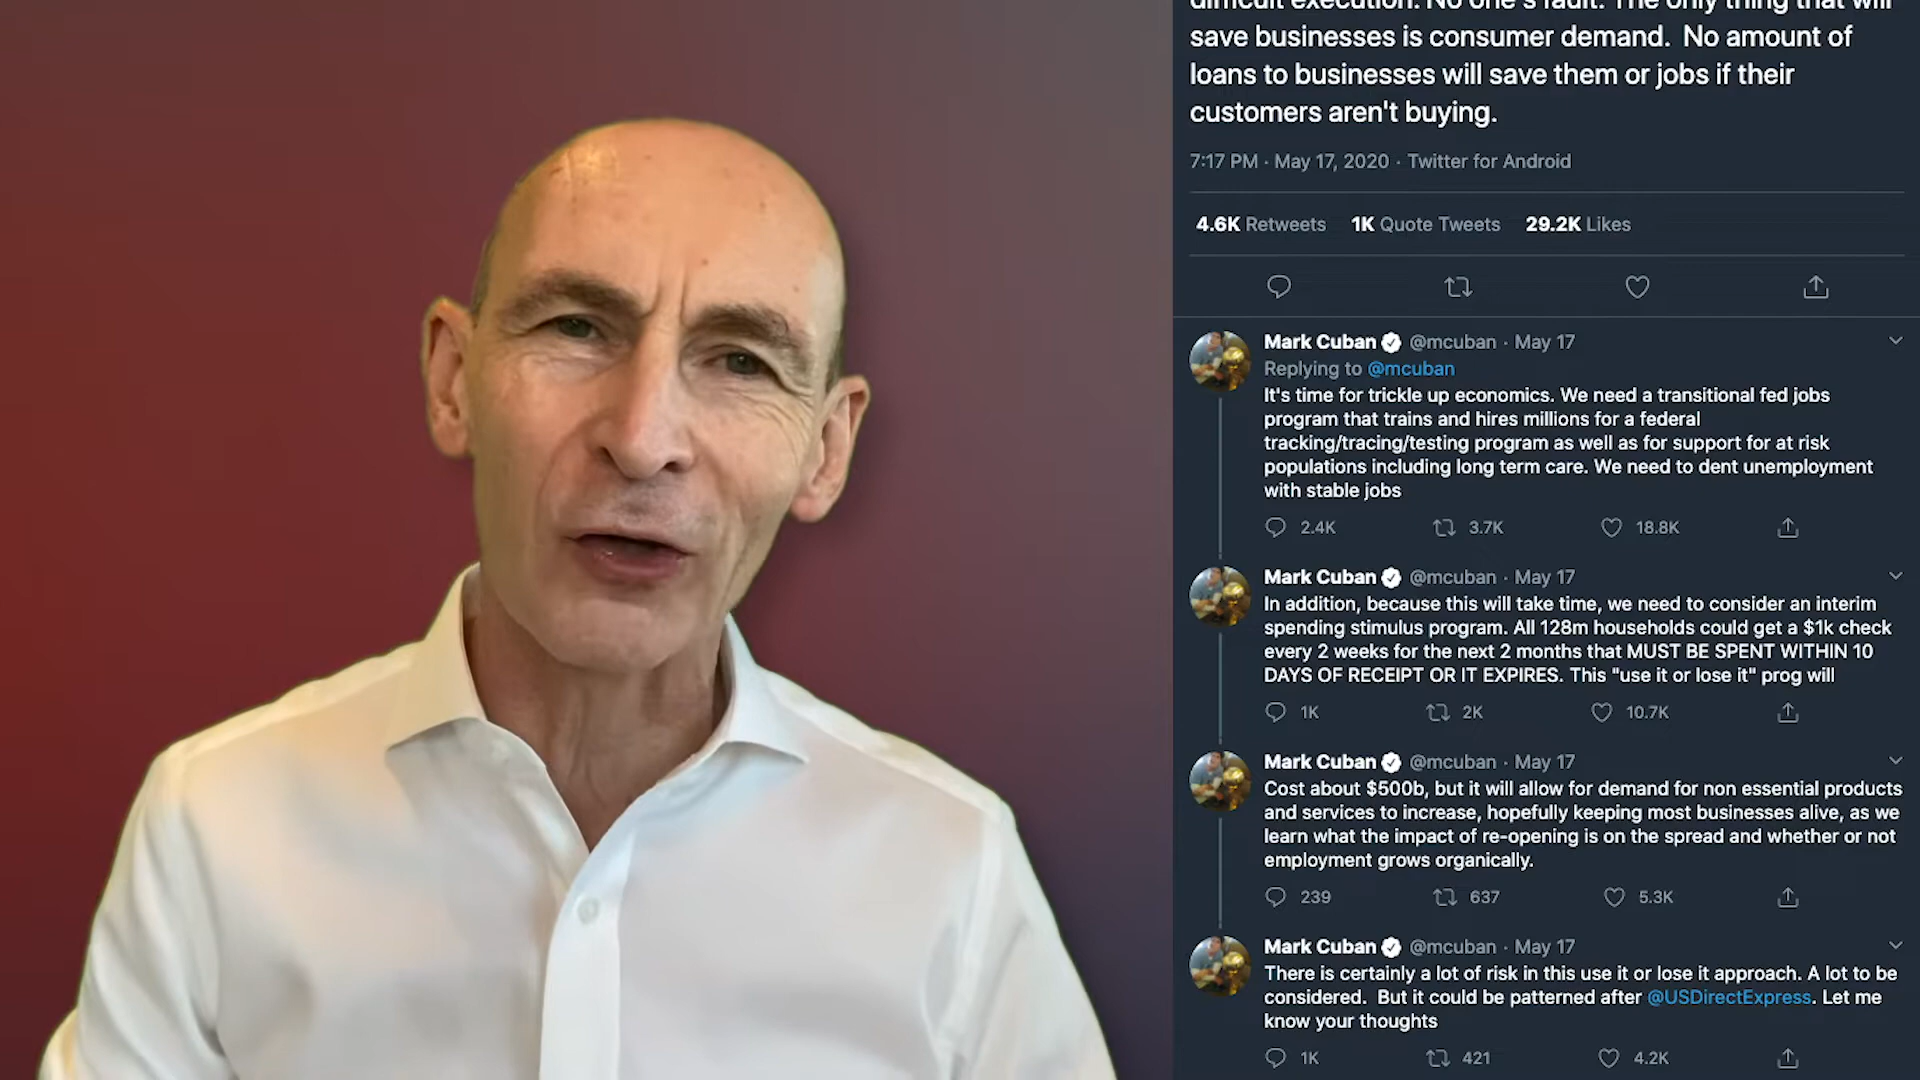 difficult execution. No one's fault. The only thing that will
save businesses is consumer demand. No amount of
loans to businesses will save them or jobs if their
customers aren't buying.
7:17 PM · May 17, 2020 · Twitter for Android
4.6K Retweets 1K Quote Tweets 29.2K Likes
Mark Cuban @mcuban · May 17
Replying to @mcuban
It's time for trickle up economics. We need a transitional fed jobs
program that trains and hires millions for a federal
tracking/tracing/testing program as well as for support for at risk
populations including long term care. We need to dent unemployment
with stable jobs
2.4K 3.7K 18.8K
Mark Cuban @mcuban · May 17
In addition, because this will take time, we need to consider an interim
spending stimulus program. All 128m households could get a $1k check
every 2 weeks for the next 2 months that MUST BE SPENT WITHIN 10
DAYS OF RECEIPT OR IT EXPIRES. This "use it or lose it" prog will
1K 2K 10.7K
Mark Cuban @mcuban · May 17
Cost about $500b, but it will allow for demand for non essential products
and services to increase, hopefully keeping most businesses alive, as we
learn what the impact of re-opening is on the spread and whether or not
employment grows organically.
239 637 5.3K
Mark Cuban @mcuban · May 17
There is certainly a lot of risk in this use it or lose it approach. A lot to be
considered. But it could be patterned after @USDirectExpress. Let me
know your thoughts
1K 421 4.2K